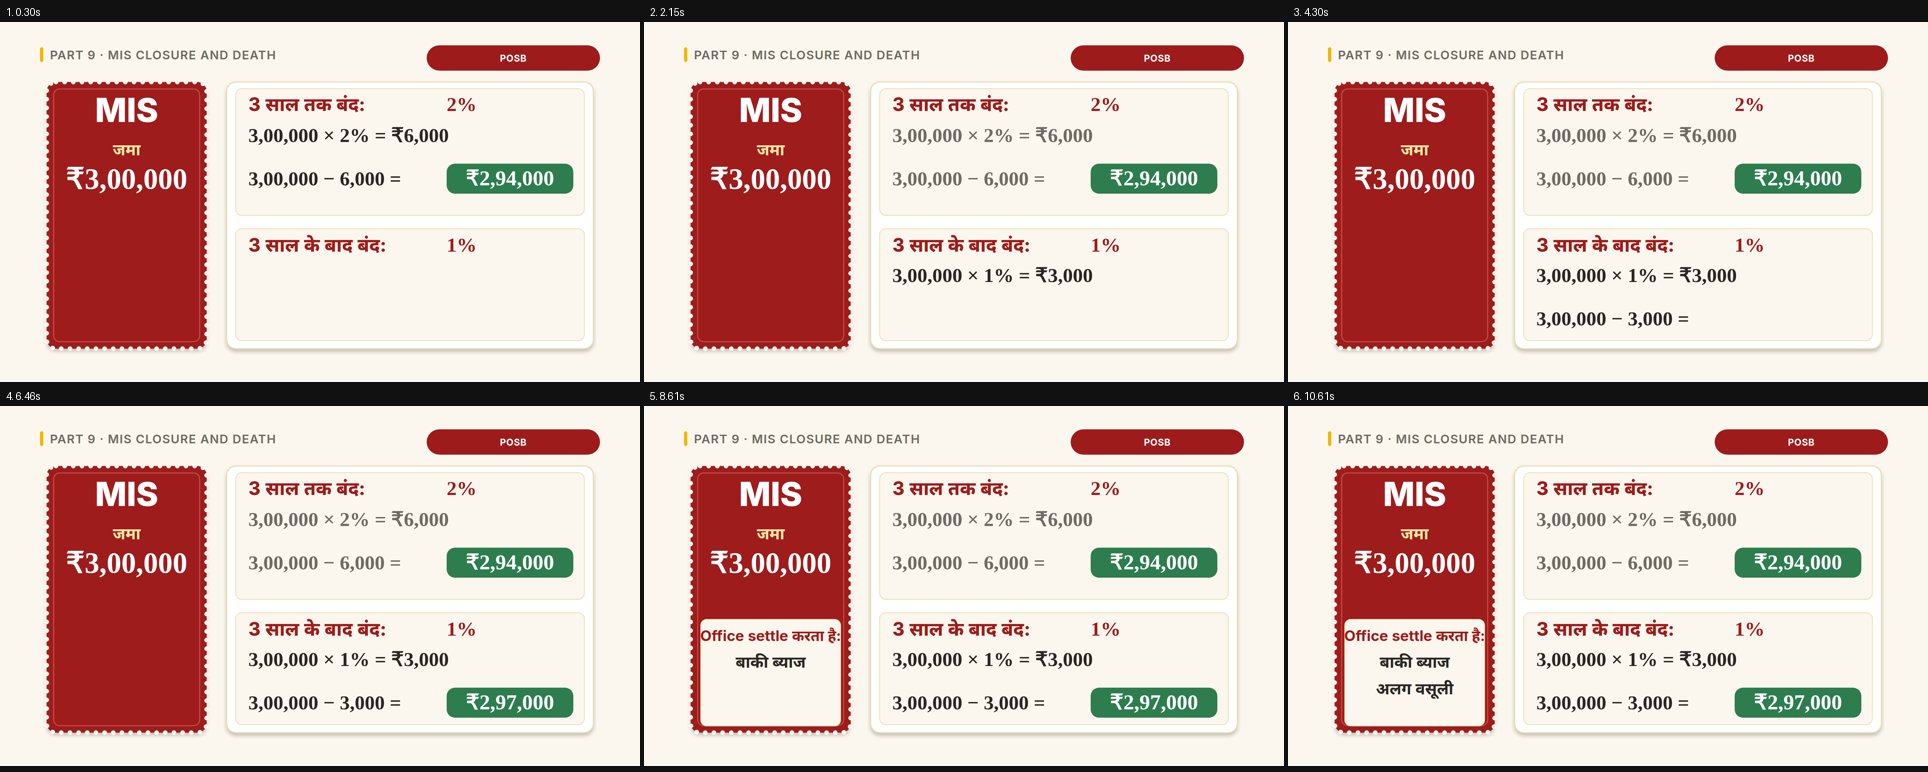 1. 0.30s
PART 9 · MIS CLOSURE AND DEATH
POSB
MIS
जमा
₹3,00,000
3 साल तक बंद: 2%
3,00,000 × 2% = ₹6,000
3,00,000 − 6,000 = ₹2,94,000
3 साल के बाद बंद: 1%
2. 2.15s
PART 9 · MIS CLOSURE AND DEATH
POSB
MIS
जमा
₹3,00,000
3 साल तक बंद: 2%
3,00,000 × 2% = ₹6,000
3,00,000 − 6,000 = ₹2,94,000
3 साल के बाद बंद: 1%
3,00,000 × 1% = ₹3,000
3. 4.30s
PART 9 · MIS CLOSURE AND DEATH
POSB
MIS
जमा
₹3,00,000
3 साल तक बंद: 2%
3,00,000 × 2% = ₹6,000
3,00,000 − 6,000 = ₹2,94,000
3 साल के बाद बंद: 1%
3,00,000 × 1% = ₹3,000
3,00,000 − 3,000 =
4. 6.46s
PART 9 · MIS CLOSURE AND DEATH
POSB
MIS
जमा
₹3,00,000
3 साल तक बंद: 2%
3,00,000 × 2% = ₹6,000
3,00,000 − 6,000 = ₹2,94,000
3 साल के बाद बंद: 1%
3,00,000 × 1% = ₹3,000
3,00,000 − 3,000 = ₹2,97,000
5. 8.61s
PART 9 · MIS CLOSURE AND DEATH
POSB
MIS
जमा
₹3,00,000
Office settle करता है:
बाकी ब्याज
3 साल तक बंद: 2%
3,00,000 × 2% = ₹6,000
3,00,000 − 6,000 = ₹2,94,000
3 साल के बाद बंद: 1%
3,00,000 × 1% = ₹3,000
3,00,000 − 3,000 = ₹2,97,000
6. 10.61s
PART 9 · MIS CLOSURE AND DEATH
POSB
MIS
जमा
₹3,00,000
Office settle करता है:
बाकी ब्याज
अलग वसूली
3 साल तक बंद: 2%
3,00,000 × 2% = ₹6,000
3,00,000 − 6,000 = ₹2,94,000
3 साल के बाद बंद: 1%
3,00,000 × 1% = ₹3,000
3,00,000 − 3,000 = ₹2,97,000